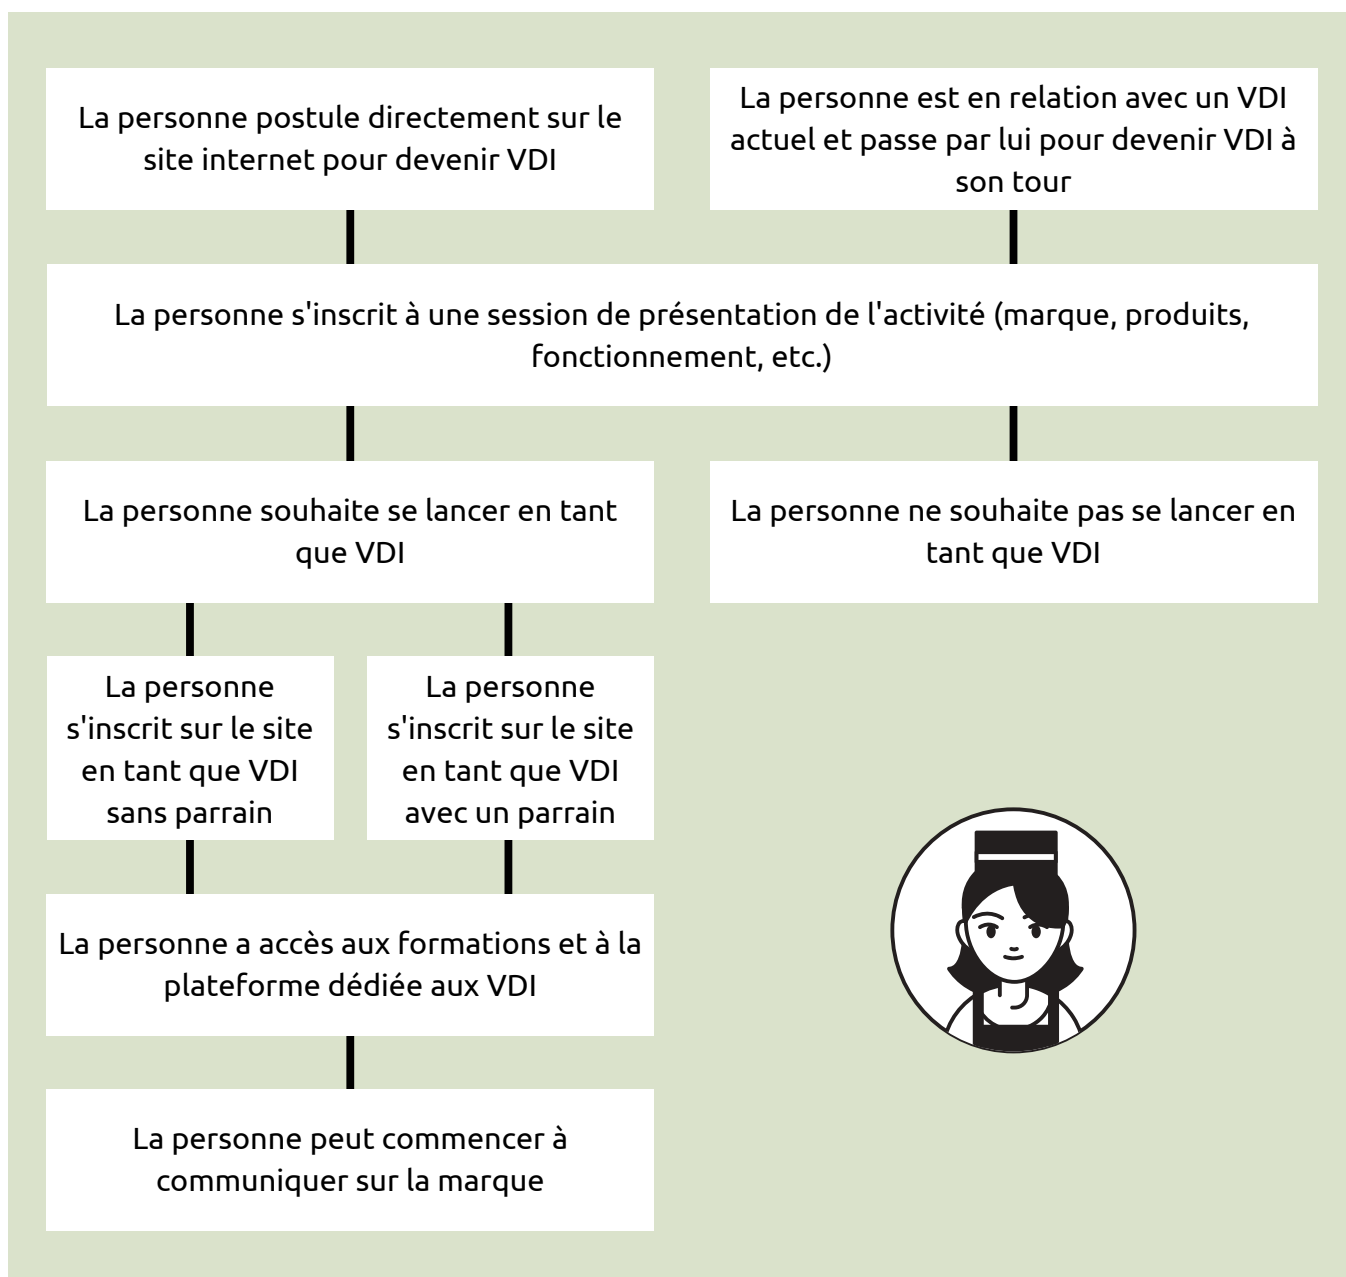 La personne postule directement sur le
site internet pour devenir VDI
La personne est en relation avec un VDI
actuel et passe par lui pour devenir VDI à
son tour
La personne s'inscrit à une session de présentation de l'activité (marque, produits,
fonctionnement, etc.)
La personne souhaite se lancer en tant
que VDI
La personne ne souhaite pas se lancer en
tant que VDI
La personne
s'inscrit sur le site
en tant que VDI
sans parrain
La personne
s'inscrit sur le site
en tant que VDI
avec un parrain
La personne a accès aux formations et à la
plateforme dédiée aux VDI
La personne peut commencer à
communiquer sur la marque